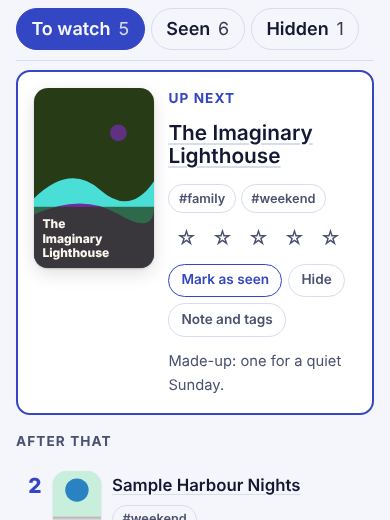 To watch 5
Seen 6
Hidden 1
UP NEXT
The Imaginary
Lighthouse
#family
#weekend
The
Imaginary
Lighthouse
Mark as seen
Hide
Note and tags
Made-up: one for a quiet
Sunday.
AFTER THAT
2
Sample Harbour Nights
#weekend